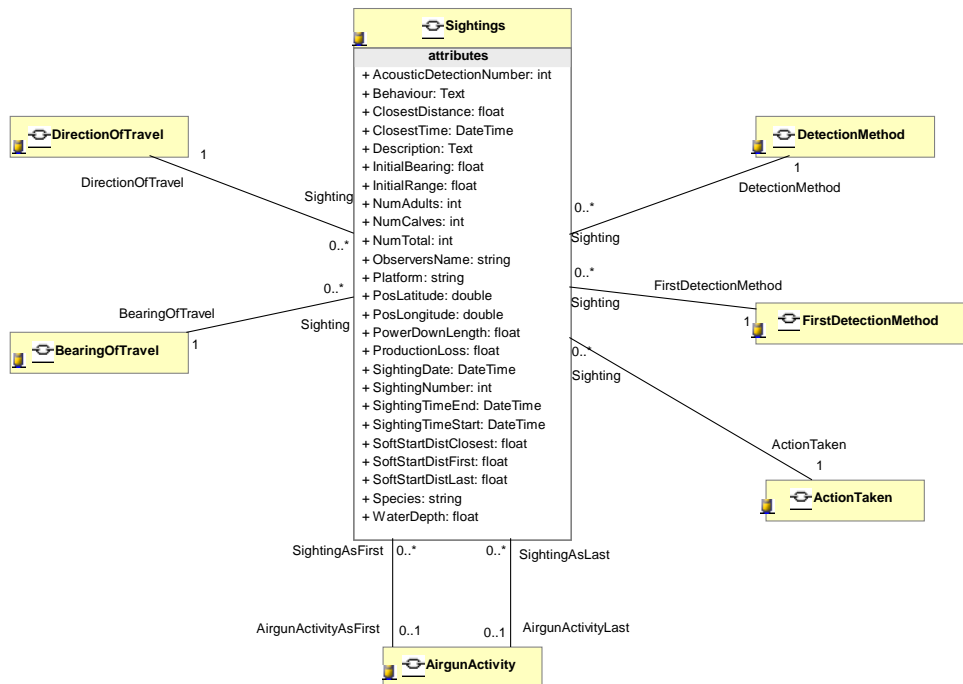 Sightings
attributes
+ AcousticDetectionNumber: int
+ Behaviour: Text
+ ClosestDistance: float
+ ClosestTime: DateTime
+ Description: Text
+ InitialBearing: float
+ InitialRange: float
+ NumAdults: int
+ NumCalves: int
+ NumTotal: int
+ ObserversName: string
+ Platform: string
+ PosLatitude: double
+ PosLongitude: double
+ PowerDownLength: float
+ ProductionLoss: float
+ SightingDate: DateTime
+ SightingNumber: int
+ SightingTimeEnd: DateTime
+ SightingTimeStart: DateTime
+ SoftStartDistClosest: float
+ SoftStartDistFirst: float
+ SoftStartDistLast: float
+ Species: string
+ WaterDepth: float
DirectionOfTravel
1
DirectionOfTravel
Sighting
0..*
0..*
BearingOfTravel
Sighting
1
BearingOfTravel
DetectionMethod
1
DetectionMethod
0..*
Sighting
0..*
FirstDetectionMethod
Sighting
1
FirstDetectionMethod
0..*
Sighting
ActionTaken
1
ActionTaken
SightingAsFirst
0..*
0..*
SightingAsLast
AirgunActivityAsFirst
0..1
0..1
AirgunActivityLast
AirgunActivity